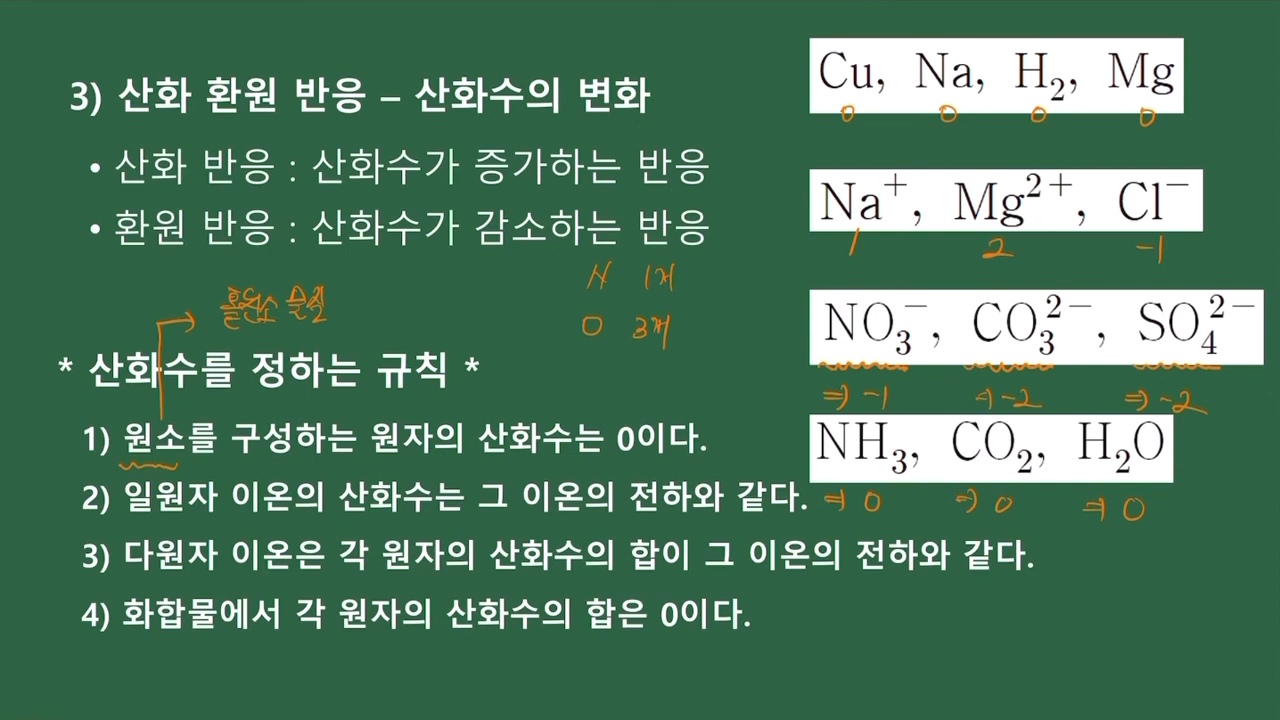 3) 산화 환원 반응 – 산화수의 변화
• 산화 반응 : 산화수가 증가하는 반응
• 환원 반응 : 산화수가 감소하는 반응
N 1개
O 3개
홑원소 물질
* 산화수를 정하는 규칙 *
1) 원소를 구성하는 원자의 산화수는 0이다.
2) 일원자 이온의 산화수는 그 이온의 전하와 같다.
3) 다원자 이온은 각 원자의 산화수의 합이 그 이온의 전하와 같다.
4) 화합물에서 각 원자의 산화수의 합은 0이다.
Cu, Na, H₂, Mg
0 0 0 0
Na⁺, Mg²⁺, Cl⁻
1 2 -1
NO₃⁻, CO₃²⁻, SO₄²⁻
⇒ -1 ⇒ -2 ⇒ -2
NH₃, CO₂, H₂O
⇒ 0 ⇒ 0 ⇒ 0